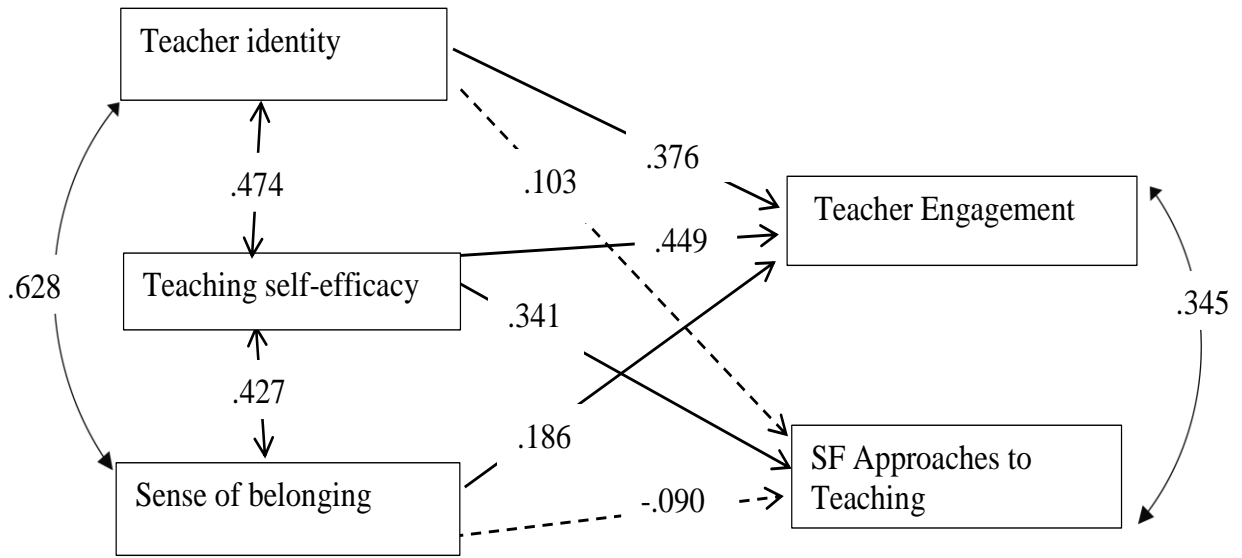 Teacher identity
.376
.103
.474
Teacher Engagement
.449
Teaching self-efficacy
.628
.341
.345
.427
.186
SF Approaches to
Teaching
Sense of belonging
-.090